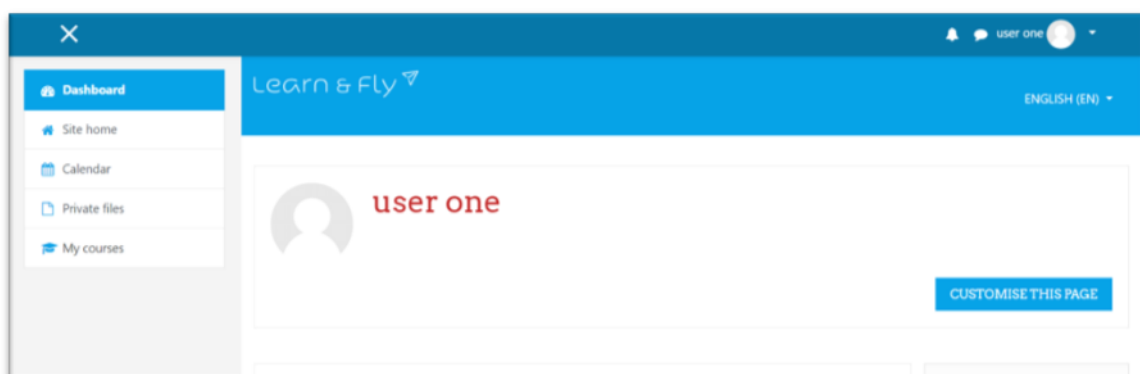 user one
Dashboard
Learn & Fly
ENGLISH (EN)
Site home
Calendar
Private files
My courses
user one
CUSTOMISE THIS PAGE